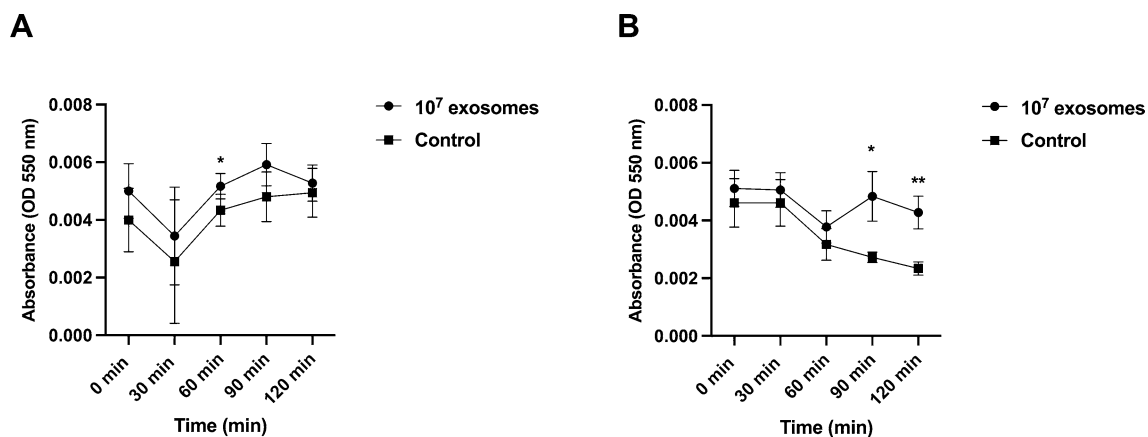 A
0.008
0.006
0.004
0.002
0.000
Absorbance (OD 550 nm)
*
0 min
30 min
60 min
90 min
120 min
Time (min)
10⁷ exosomes
Control
B
0.008
0.006
0.004
0.002
0.000
Absorbance (OD 550 nm)
*
**
0 min
30 min
60 min
90 min
120 min
Time (min)
10⁷ exosomes
Control